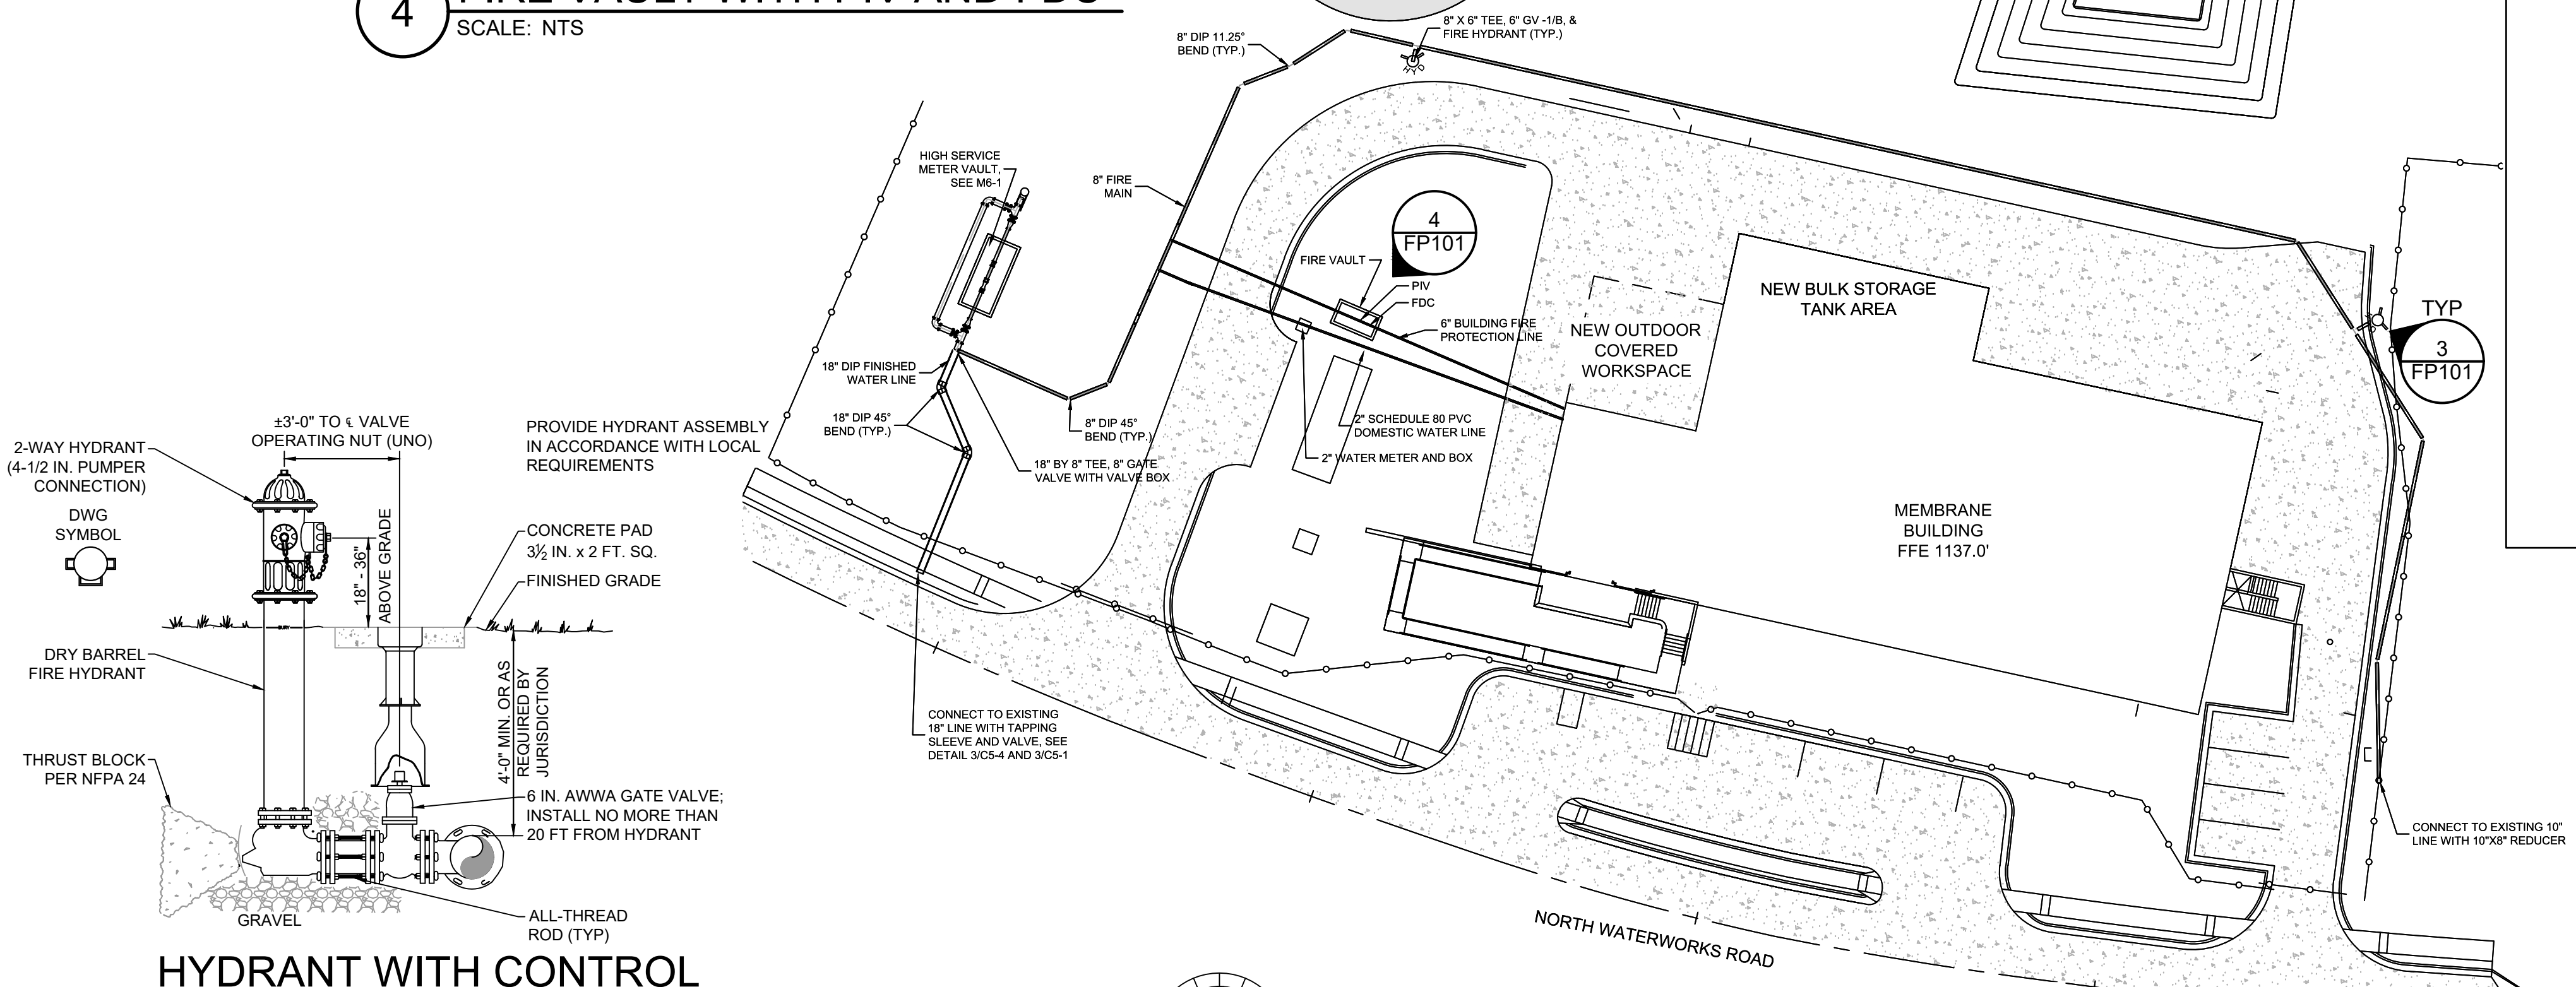 4
FIRE VAULT WITH PIV AND FDC
SCALE: NTS
8" X 6" TEE, 6" GV -1/B, &
FIRE HYDRANT (TYP.)
8" DIP 11.25°
BEND (TYP.)
HYD
HIGH SERVICE
METER VAULT,
SEE M6-1
8" FIRE
MAIN
4
FP101
FIRE VAULT
PIV
FDC
6" BUILDING FIRE
PROTECTION LINE
NEW OUTDOOR
COVERED
WORKSPACE
NEW BULK STORAGE
TANK AREA
TYP
3
FP101
18" DIP FINISHED
WATER LINE
18" DIP 45°
BEND (TYP.)
8" DIP 45°
BEND (TYP.)
18" BY 8" TEE, 8" GATE
VALVE WITH VALVE BOX
2" SCHEDULE 80 PVC
DOMESTIC WATER LINE
2" WATER METER AND BOX
MEMBRANE
BUILDING
FFE 1137.0'
CONNECT TO EXISTING
18" LINE WITH TAPPING
SLEEVE AND VALVE, SEE
DETAIL 3/C5-4 AND 3/C5-1
CONNECT TO EXISTING 10"
LINE WITH 10"X8" REDUCER
NORTH WATERWORKS ROAD
±3'-0" TO ℄ VALVE
OPERATING NUT (UNO)
2-WAY HYDRANT
(4-1/2 IN. PUMPER
CONNECTION)
DWG
SYMBOL
PROVIDE HYDRANT ASSEMBLY
IN ACCORDANCE WITH LOCAL
REQUIREMENTS
18" - 36"
ABOVE GRADE
CONCRETE PAD
3½ IN. x 2 FT. SQ.
FINISHED GRADE
BURY
DRY BARREL
FIRE HYDRANT
4'-0" MIN. OR AS
REQUIRED BY
JURISDICTION
THRUST BLOCK
PER NFPA 24
6 IN. AWWA GATE VALVE;
INSTALL NO MORE THAN
20 FT FROM HYDRANT
GRAVEL
ALL-THREAD
ROD (TYP)
HYDRANT WITH CONTROL